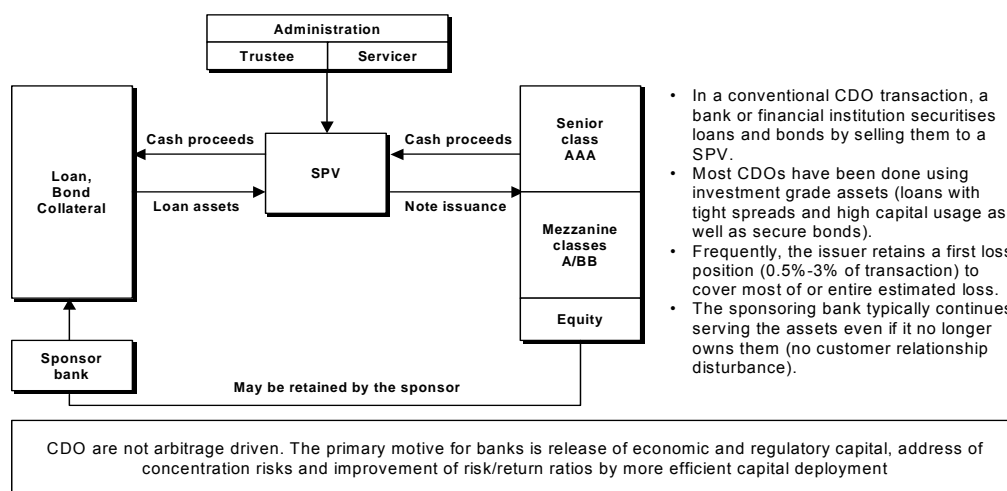 Administration
Trustee
Servicer
Loan,
Bond
Collateral
Cash proceeds
Loan assets
SPV
Cash proceeds
Note issuance
Senior
class
AAA
Mezzanine
classes
A/BB
Equity
Sponsor
bank
May be retained by the sponsor
• In a conventional CDO transaction, a
bank or financial institution securitises
loans and bonds by selling them to a
SPV.
• Most CDOs have been done using
investment grade assets (loans with
tight spreads and high capital usage as
well as secure bonds).
• Frequently, the issuer retains a first loss
position (0.5%-3% of transaction) to
cover most of or entire estimated loss.
• The sponsoring bank typically continues
serving the assets even if it no longer
owns them (no customer relationship
disturbance).
CDO are not arbitrage driven. The primary motive for banks is release of economic and regulatory capital, address of
concentration risks and improvement of risk/return ratios by more efficient capital deployment